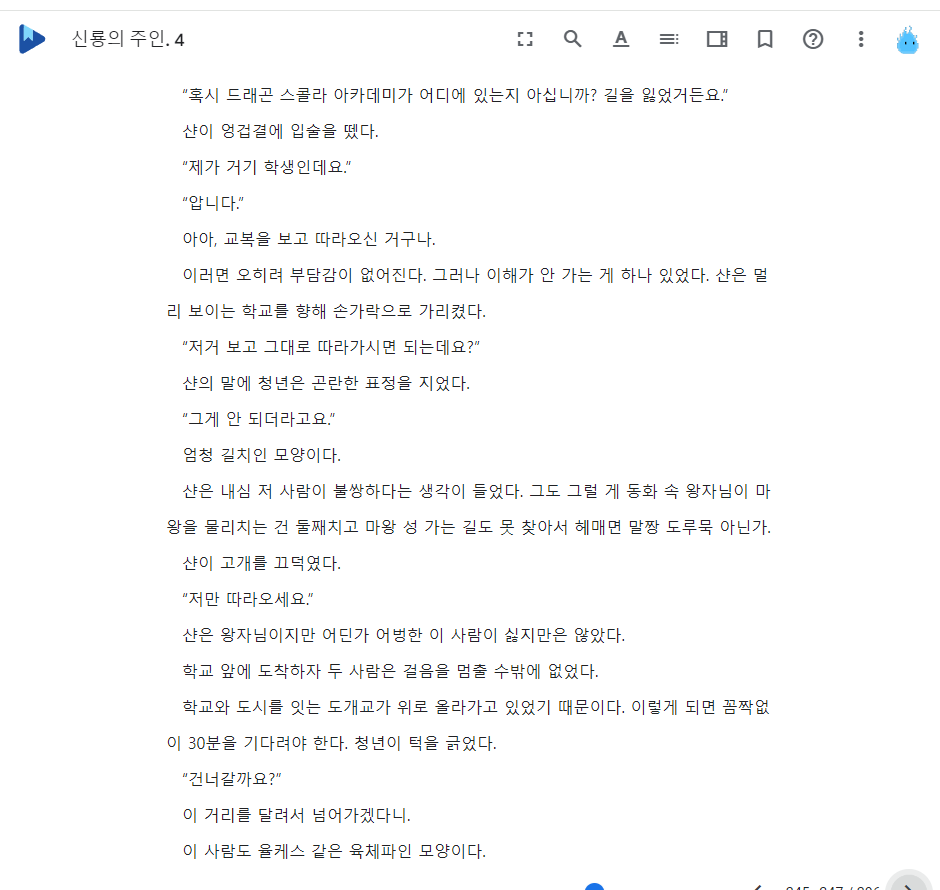 신룡의 주인. 4
“혹시 드래곤 스콜라 아카데미가 어디에 있는지 아십니까? 길을 잃었거든요.”
샨이 엉겁결에 입술을 뗐다.
“제가 거기 학생인데요.”
“압니다.”
아아, 교복을 보고 따라오신 거구나.
이러면 오히려 부담감이 없어진다. 그러나 이해가 안 가는 게 하나 있었다. 샨은 멀
리 보이는 학교를 향해 손가락으로 가리켰다.
“저거 보고 그대로 따라가시면 되는데요?”
샨의 말에 청년은 곤란한 표정을 지었다.
“그게 안 되더라고요.”
엄청 길치인 모양이다.
샨은 내심 저 사람이 불쌍하다는 생각이 들었다. 그도 그럴 게 동화 속 왕자님이 마
왕을 물리치는 건 둘째치고 마왕 성 가는 길도 못 찾아서 헤매면 말짱 도루묵 아닌가.
샨이 고개를 끄덕였다.
“저만 따라오세요.”
샨은 왕자님이지만 어딘가 어벙한 이 사람이 싫지만은 않았다.
학교 앞에 도착하자 두 사람은 걸음을 멈출 수밖에 없었다.
학교와 도시를 잇는 도개교가 위로 올라가고 있었기 때문이다. 이렇게 되면 꼼짝없
이 30분을 기다려야 한다. 청년이 턱을 긁었다.
“건너갈까요?”
이 거리를 달려서 넘어가겠다니.
이 사람도 율케스 같은 육체파인 모양이다.